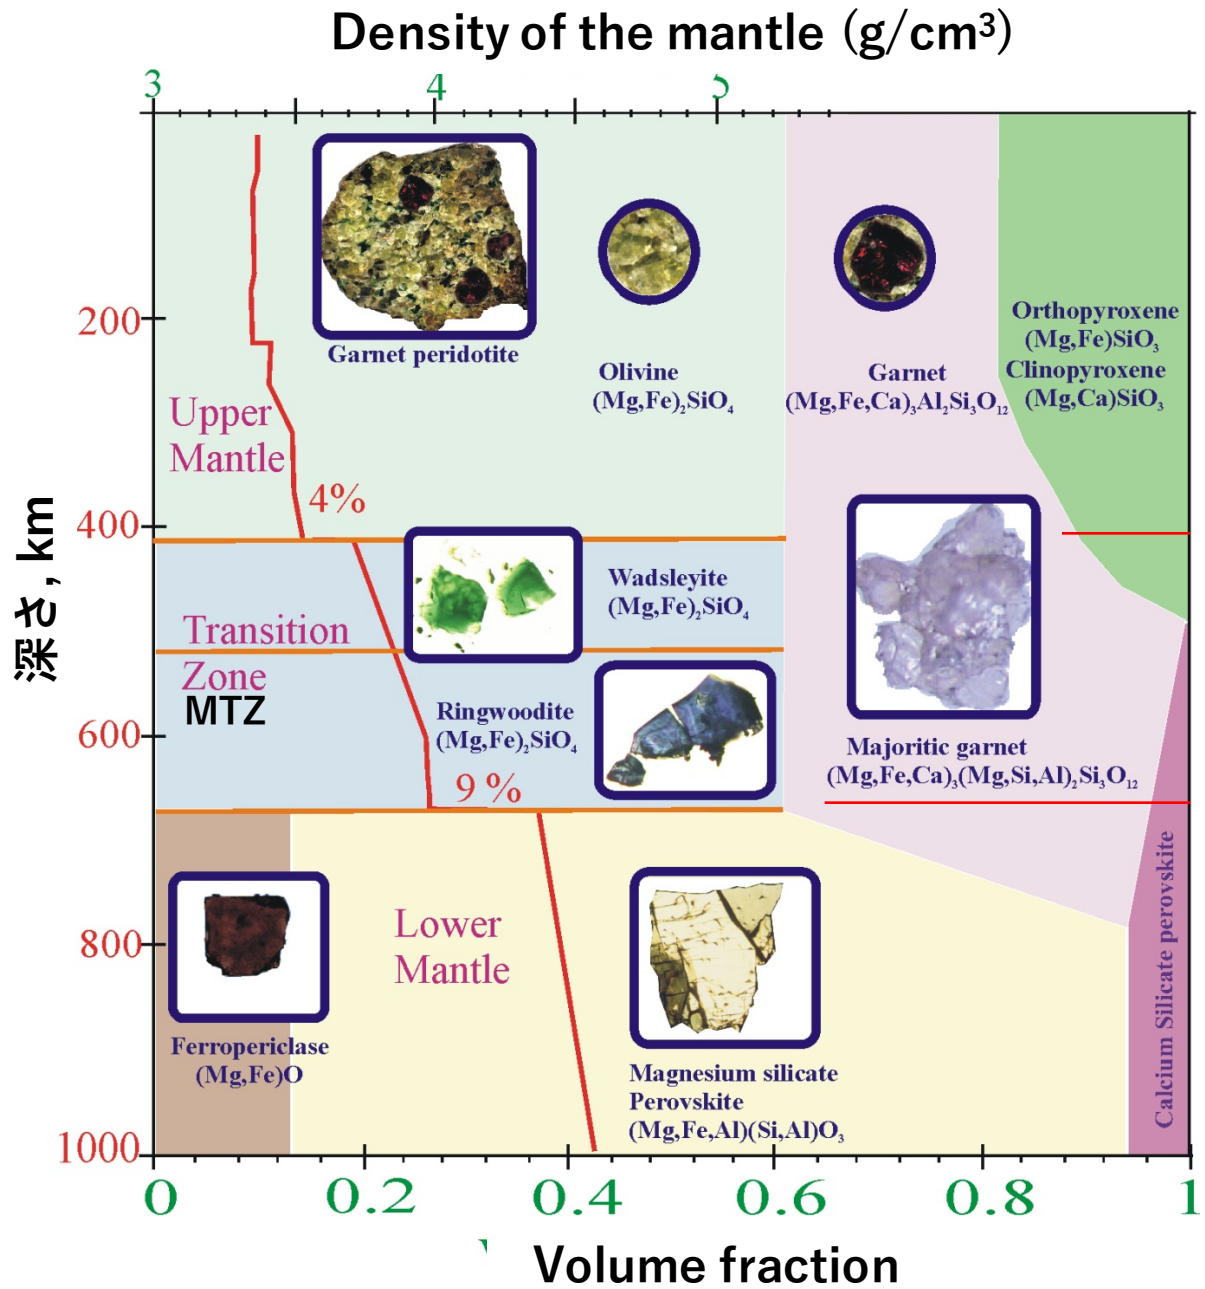 Density of the mantle (g/cm³)
3
4
5
200
400
600
800
1000
深さ, km
Garnet peridotite
Olivine
(Mg,Fe)₂SiO₄
Garnet
(Mg,Fe,Ca)₃Al₂Si₃O₁₂
Orthopyroxene
(Mg,Fe)SiO₃
Clinopyroxene
(Mg,Ca)SiO₃
Upper
Mantle
4%
Wadsleyite
(Mg,Fe)₂SiO₄
Transition
Zone
MTZ
Ringwoodite
(Mg,Fe)₂SiO₄
9 %
Majoritic garnet
(Mg,Fe,Ca)₃(Mg,Si,Al)₂Si₃O₁₂
Lower
Mantle
Ferropericlase
(Mg,Fe)O
Magnesium silicate
Perovskite
(Mg,Fe,Al)(Si,Al)O₃
Calcium Silicate perovskite
0
0.2
0.4
0.6
0.8
1
Volume fraction